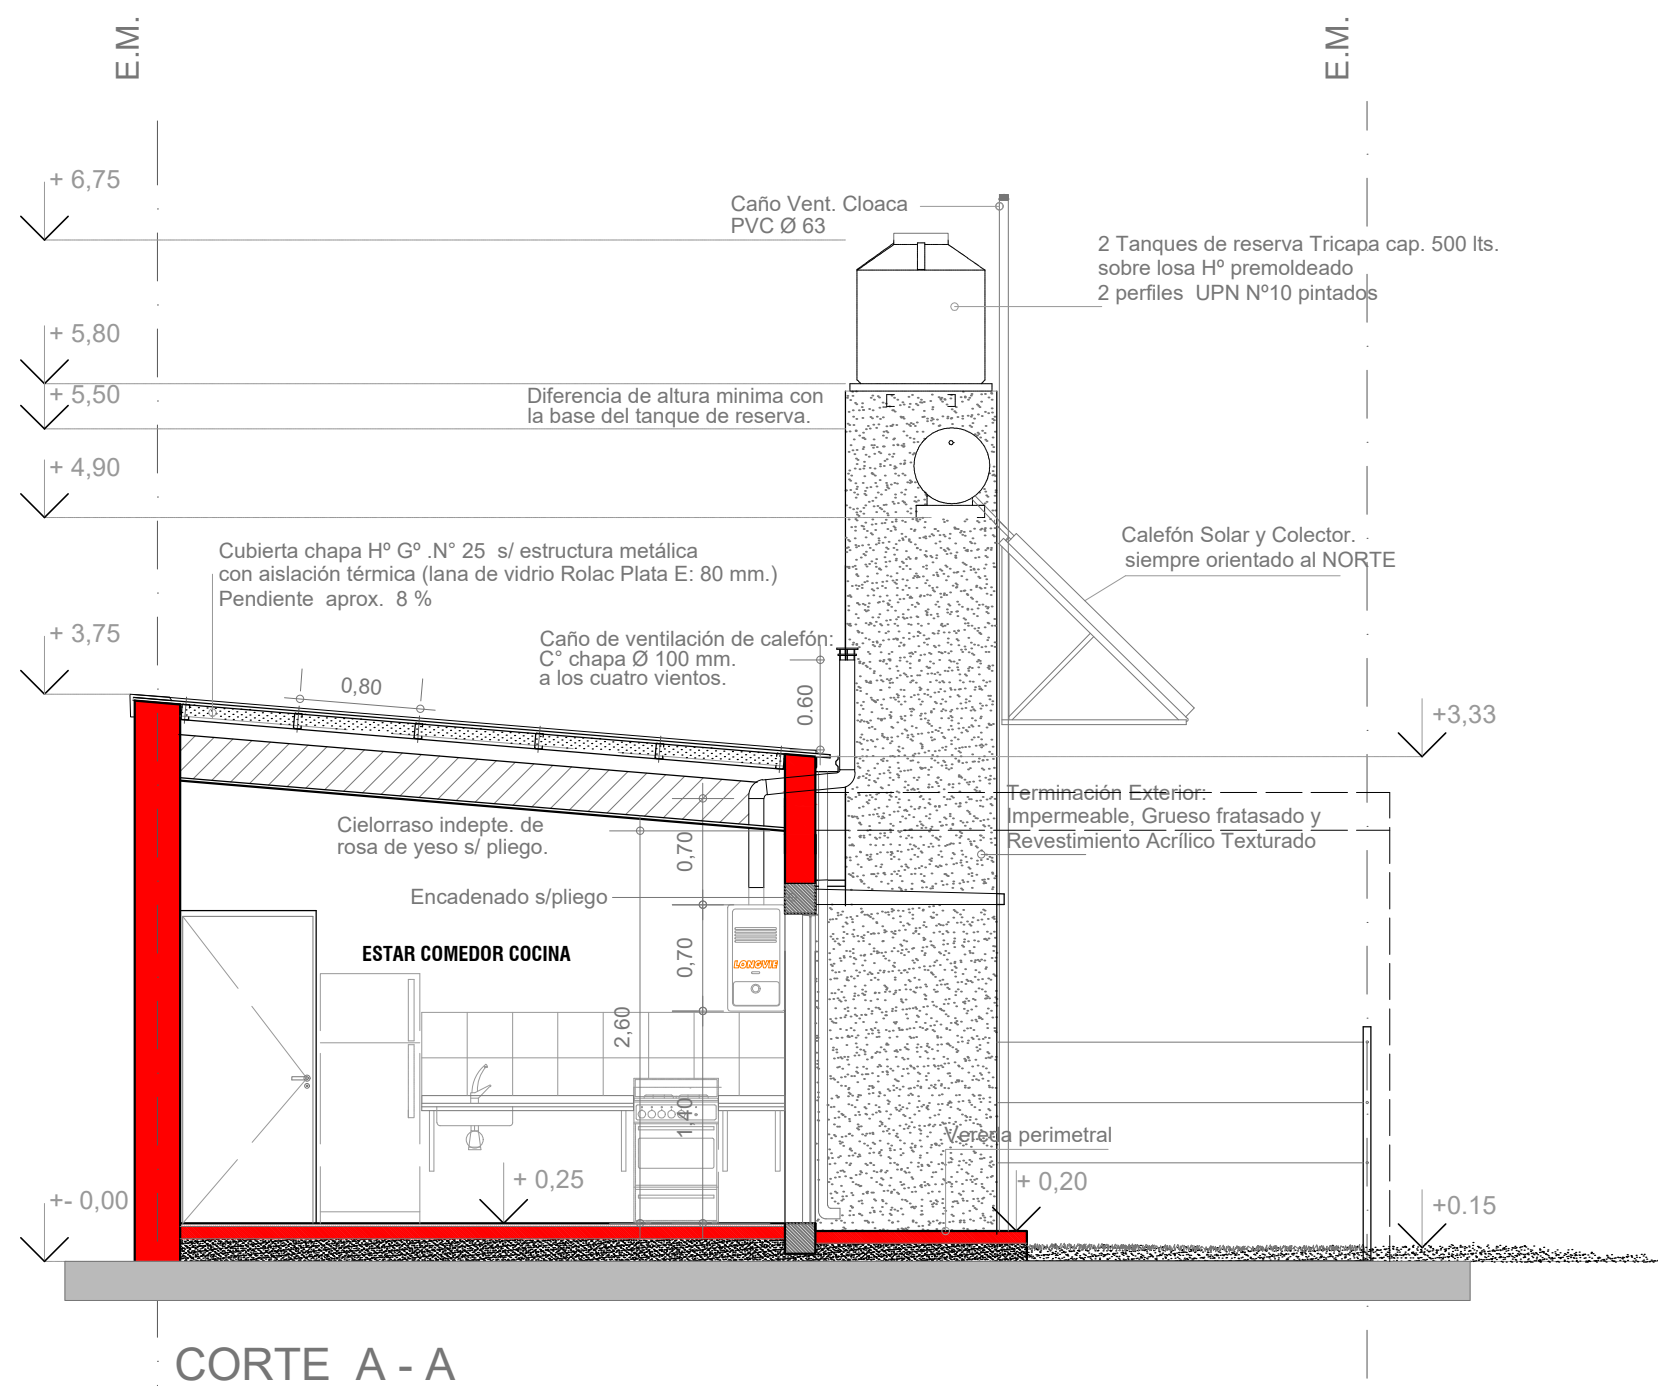 E.M.
E.M.
+ 6,75
Caño Vent. Cloaca
PVC Ø 63
2 Tanques de reserva Tricapa cap. 500 lts.
sobre losa Hº premoldeado
2 perfiles UPN Nº10 pintados
+ 5,80
+ 5,50
Diferencia de altura minima con
la base del tanque de reserva.
+ 4,90
Calefón Solar y Colector.
siempre orientado al NORTE
Cubierta chapa Hº Gº .N° 25 s/ estructura metálica
con aislación térmica (lana de vidrio Rolac Plata E: 80 mm.)
Pendiente aprox. 8 %
+ 3,75
Caño de ventilación de calefón:
C° chapa Ø 100 mm.
a los cuatro vientos.
0,80
0.60
+3,33
Terminación Exterior:
Impermeable, Grueso fratasado y
Revestimiento Acrílico Texturado
Cielorraso indepte. de
rosa de yeso s/ pliego.
0,70
Encadenado s/pliego
ESTAR COMEDOR COCINA
0,70
LONGVIE
2,60
1,40
Vereda perimetral
+ 0,25
+ 0,20
+- 0,00
+0.15
CORTE A - A